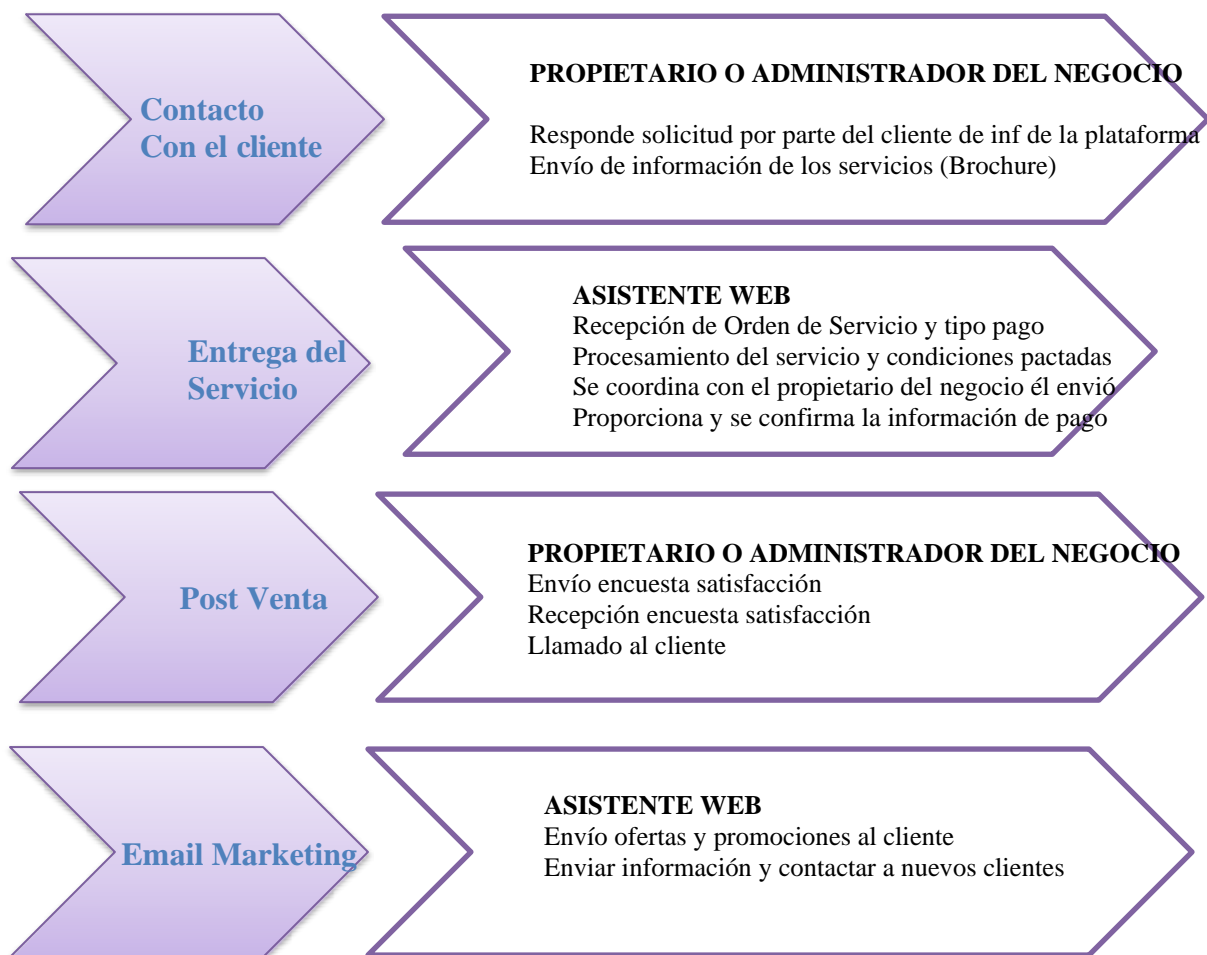 Contacto
Con el cliente
PROPIETARIO O ADMINISTRADOR DEL NEGOCIO
Responde solicitud por parte del cliente de inf de la plataforma
Envío de información de los servicios (Brochure)
Entrega del
Servicio
ASISTENTE WEB
Recepción de Orden de Servicio y tipo pago
Procesamiento del servicio y condiciones pactadas
Se coordina con el propietario del negocio él envió
Proporciona y se confirma la información de pago
Post Venta
PROPIETARIO O ADMINISTRADOR DEL NEGOCIO
Envío encuesta satisfacción
Recepción encuesta satisfacción
Llamado al cliente
Email Marketing
ASISTENTE WEB
Envío ofertas y promociones al cliente
Enviar información y contactar a nuevos clientes